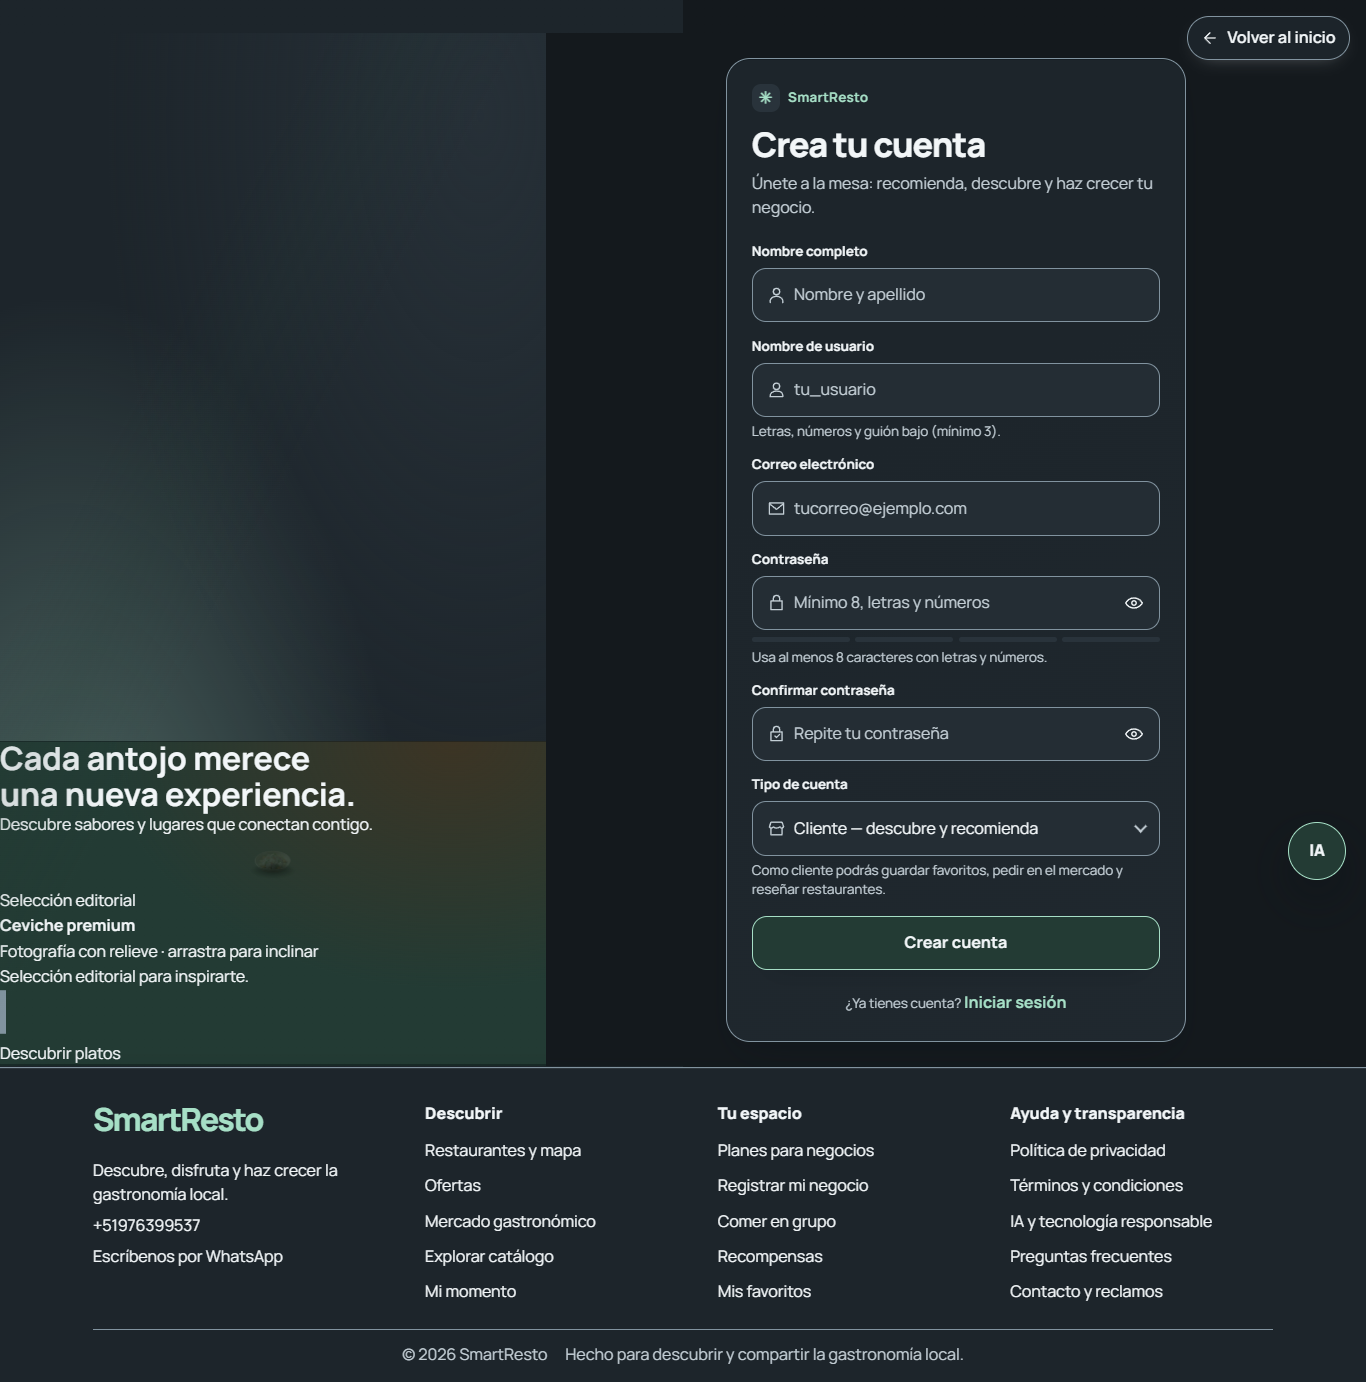 Volver al inicio
SmartResto
Crea tu cuenta
Únete a la mesa: recomienda, descubre y haz crecer tu
negocio.
Nombre completo
Nombre y apellido
Nombre de usuario
tu_usuario
Letras, números y guión bajo (mínimo 3).
Correo electrónico
tucorreo@ejemplo.com
Contraseña
Mínimo 8, letras y números
Usa al menos 8 caracteres con letras y números.
Confirmar contraseña
Repite tu contraseña
Tipo de cuenta
Cliente — descubre y recomienda
Como cliente podrás guardar favoritos, pedir en el mercado y
reseñar restaurantes.
Crear cuenta
¿Ya tienes cuenta? Iniciar sesión
Cada antojo merece
una nueva experiencia.
Descubre sabores y lugares que conectan contigo.
Selección editorial
Ceviche premium
Fotografía con relieve · arrastra para inclinar
Selección editorial para inspirarte.
Descubrir platos
IA
SmartResto
Descubre, disfruta y haz crecer la
gastronomía local.
+51976399537
Escríbenos por WhatsApp
Descubrir
Restaurantes y mapa
Ofertas
Mercado gastronómico
Explorar catálogo
Mi momento
Tu espacio
Planes para negocios
Registrar mi negocio
Comer en grupo
Recompensas
Mis favoritos
Ayuda y transparencia
Política de privacidad
Términos y condiciones
IA y tecnología responsable
Preguntas frecuentes
Contacto y reclamos
© 2026 SmartResto Hecho para descubrir y compartir la gastronomía local.